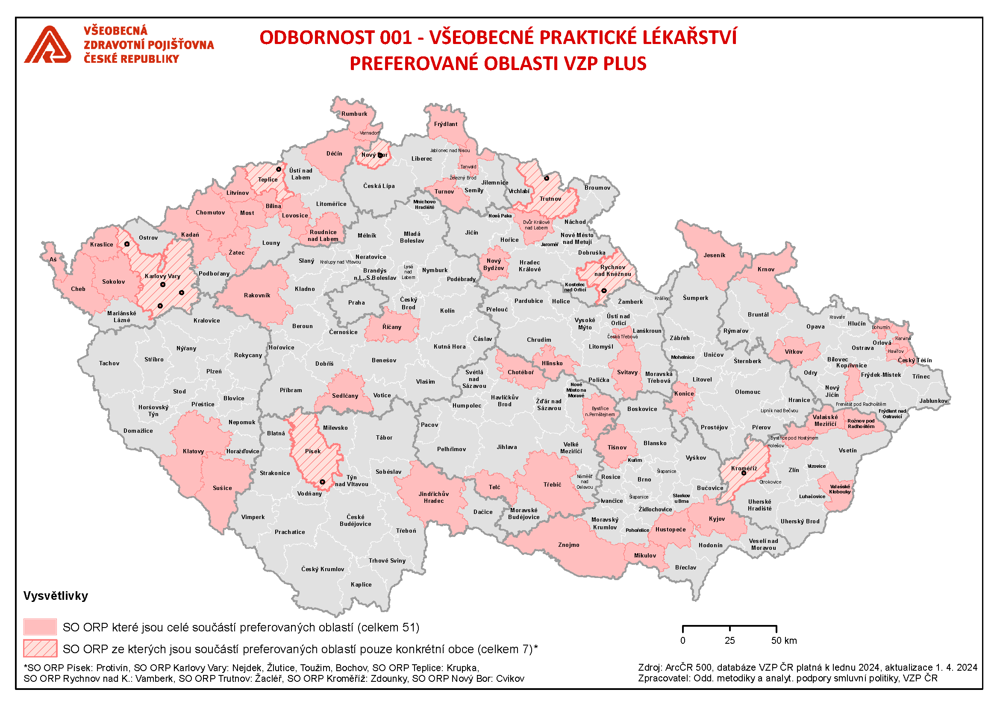 VŠEOBECNÁ
ZDRAVOTNÍ POJIŠŤOVNA
ČESKÉ REPUBLIKY
ODBORNOST 001 - VŠEOBECNÉ PRAKTICKÉ LÉKAŘSTVÍ
PREFEROVANÉ OBLASTI VZP PLUS
Rumburk
Frýdlant
Varnsdorf
Děčín
Nový Bor
Liberec
Jablonec nad Nisou
Tanvald
Ústí nad
Labem
Teplice
Železný Brod
Česká Lípa
Jilemnice
Turnov
Semily
Vrchlabí
Broumov
Trutnov
Litvínov
Bílina
Litoměřice
Mnichovo
Hradiště
Chomutov
Most
Lovosice
Nová Paka
Dvůr Králové
nad Labem
Náchod
Roudnice
nad Labem
Mělník
Mladá
Boleslav
Jičín
Hořice
Jaroměř
Nové Město
nad Metují
Ostrov
Kadaň
Kraslice
Louny
Žatec
Dobruška
Jeseník
Aš
Slaný
Kralupy nad Vltavou
Neratovice
Lysá
nad
Labem
Nový
Bydžov
Hradec
Králové
Rychnov
nad Kněžnou
Krnov
Podbořany
Karlovy Vary
Brandýs
n.L.-S.Boleslav
Nymburk
Poděbrady
Sokolov
Cheb
Kladno
Kostelec
nad Orlicí
Rakovník
Praha
Český
Brod
Pardubice
Holice
Žamberk
Králíky
Šumperk
Mariánské
Lázně
Kolín
Přelouč
Bruntál
Kralovice
Beroun
Říčany
Vysoké
Mýto
Ústí nad
Orlicí
Lanškroun
Kravaře
Hlučín
Opava
Bohumín
Černošice
Čáslav
Chrudim
Česká Třebová
Zábřeh
Rýmařov
Karviná
Orlová
Nýřany
Hořovice
Kutná Hora
Litomyšl
Ostrava
Havířov
Vítkov
Rokycany
Stříbro
Tachov
Dobříš
Benešov
Hlinsko
Mohelnice
Uničov
Šternberk
Bílovec
Kopřivnice
Český Těšín
Plzeň
Světlá
nad
Sázavou
Chotěboř
Svitavy
Moravská
Třebová
Odry
Frýdek-Místek
Třinec
Vlašim
Polička
Litovel
Nové
Město na
Moravě
Stod
Příbram
Sedlčany
Votice
Konice
Olomouc
Nový
Jičín
Hranice
Jablunkov
Blovice
Přeštice
Havlíčkův
Brod
Žďár nad
Sázavou
Humpolec
Bystřice
n.Pernštejnem
Boskovice
Lipník nad Bečvou
Frenštát pod Radhoštěm
Frýdlant nad
Ostravicí
Horšovský
Týn
Nepomuk
Pacov
Valašské
Meziříčí
Rožnov pod
Radhoštěm
Domažlice
Blatná
Milevsko
Tábor
Prostějov
Přerov
Bystřice pod Hostýnem
Holešov
Klatovy
Horažďovice
Písek
Pelhřimov
Jihlava
Velké
Meziříčí
Tišnov
Blansko
Vsetín
Kuřim
Vyškov
Kroměříž
Zlín
Vizovice
Strakonice
Soběslav
Týn
nad Vltavou
Náměšť
nad
Oslavou
Rosice
Brno
Šlapanice
Otrokovice
Sušice
Vodňany
Jindřichův
Hradec
Telč
Třebíč
Bučovice
Valašské
Klobouky
Luhačovice
Ivančice
Šlapanice
Slavkov
u Brna
Uherské
Hradiště
Židlochovice
Vimperk
České
Budějovice
Dačice
Moravské
Budějovice
Moravský
Krumlov
Pohořelice
Hustopeče
Kyjov
Uherský Brod
Prachatice
Třeboň
Znojmo
Hodonín
Veselí nad
Moravou
Mikulov
Trhové Sviny
Český Krumlov
Břeclav
Kaplice
Vysvětlivky
SO ORP které jsou celé součástí preferovaných oblastí (celkem 51)
SO ORP ze kterých jsou součástí preferovaných oblastí pouze konkrétní obce (celkem 7)*
0 25 50 km
*SO ORP Písek: Protivín, SO ORP Karlovy Vary: Nejdek, Žlutice, Toužim, Bochov, SO ORP Teplice: Krupka,
SO ORP Rychnov nad K.: Vamberk, SO ORP Trutnov: Žacléř, SO ORP Kroměříž: Zdounky, SO ORP Nový Bor: Cvikov
Zdroj: ArcČR 500, databáze VZP ČR platná k lednu 2024, aktualizace 1. 4. 2024
Zpracovatel: Odd. metodiky a analyt. podpory smluvní politiky, VZP ČR